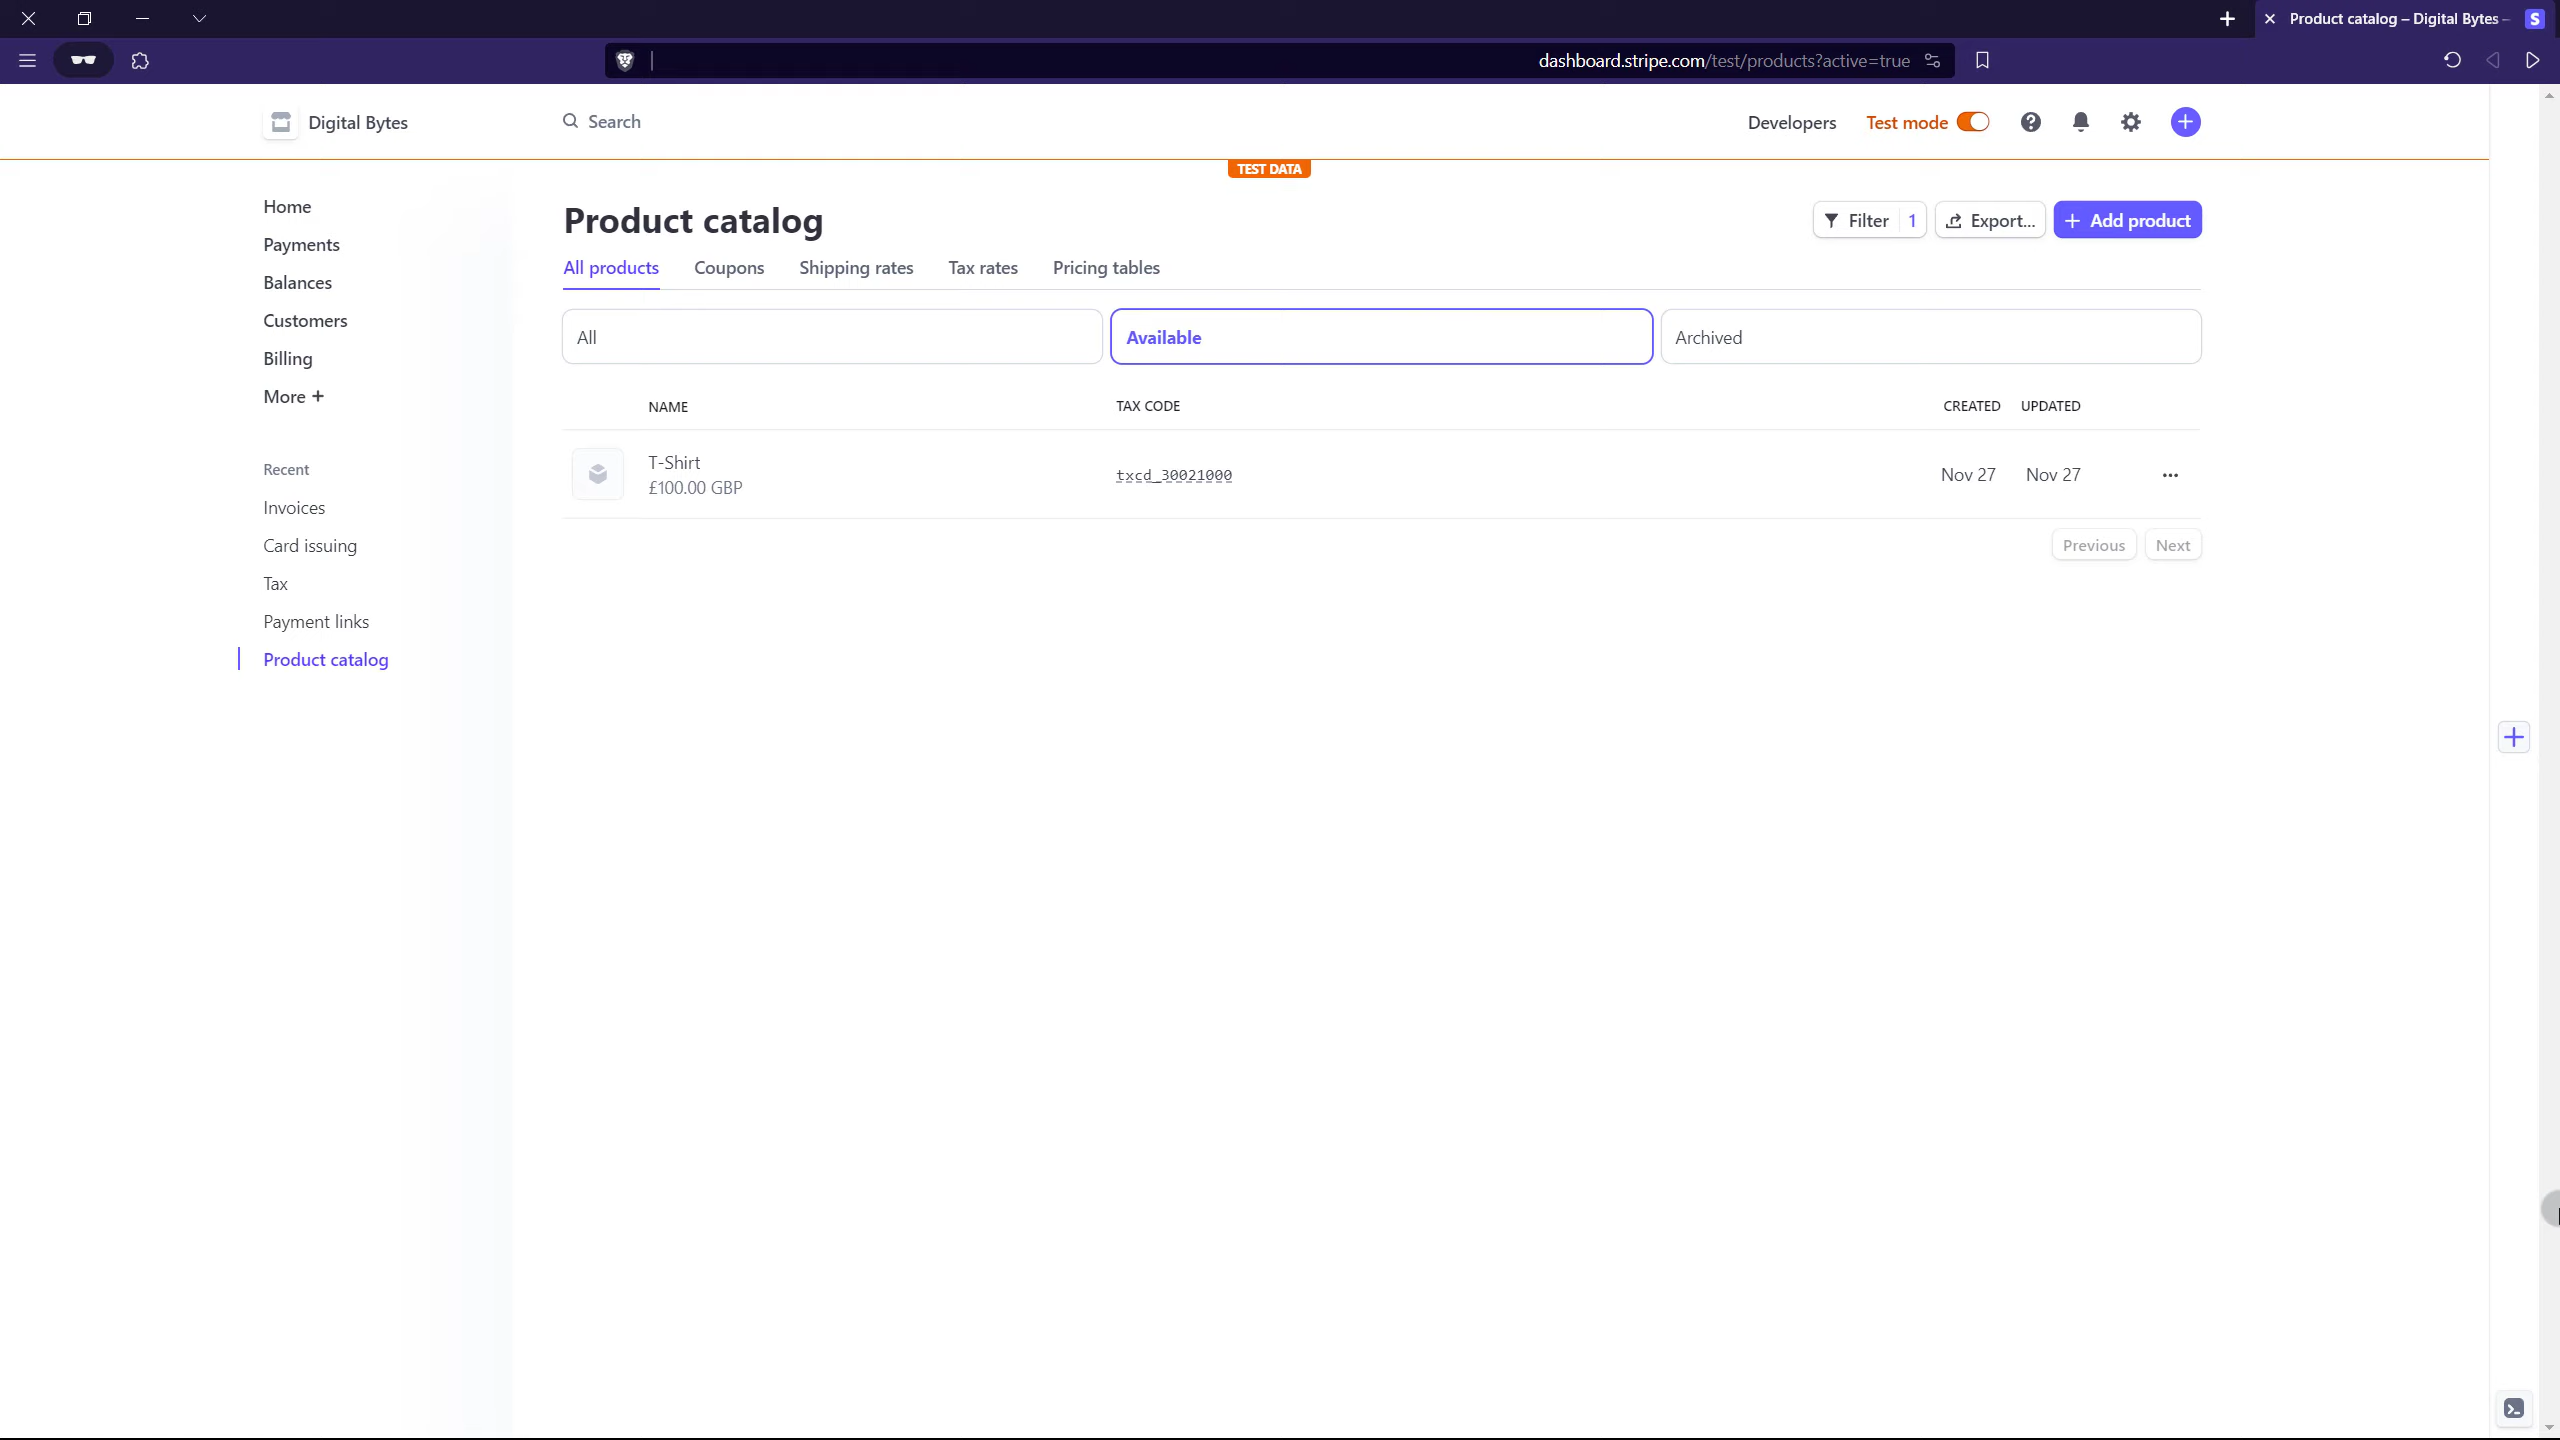 Product catalog – Digital Bytes –
S
dashboard.stripe.com/test/products?active=true
Digital Bytes
Search
Developers
Test mode
TEST DATA
Home
Payments
Balances
Customers
Billing
More +
Recent
Invoices
Card issuing
Tax
Payment links
Product catalog
Product catalog
Filter 1
Export...
+ Add product
All products
Coupons
Shipping rates
Tax rates
Pricing tables
All
Available
Archived
NAME
TAX CODE
CREATED
UPDATED
T-Shirt
£100.00 GBP
txcd_30021000
Nov 27
Nov 27
Previous
Next